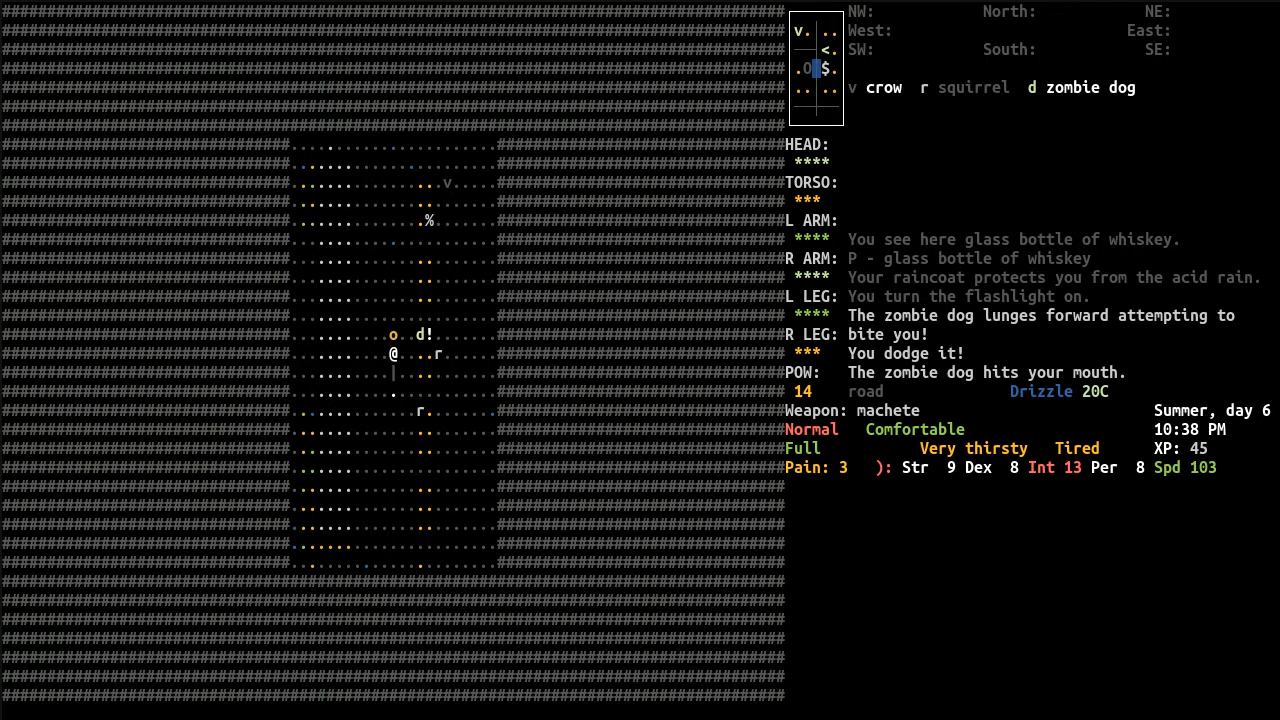 NW: North: NE:
West: East:
SW: South: SE:
v crow r squirrel d zombie dog
HEAD:
****
TORSO:
***
L ARM:
**** You see here glass bottle of whiskey.
R ARM: P - glass bottle of whiskey
**** Your raincoat protects you from the acid rain.
L LEG: You turn the flashlight on.
**** The zombie dog lunges forward attempting to
R LEG: bite you!
*** You dodge it!
POW: The zombie dog hits your mouth.
14 road Drizzle 20C
Weapon: machete Summer, day 6
Normal Comfortable 10:38 PM
Full Very thirsty Tired XP: 45
Pain: 3 ): Str 9 Dex 8 Int 13 Per 8 Spd 103